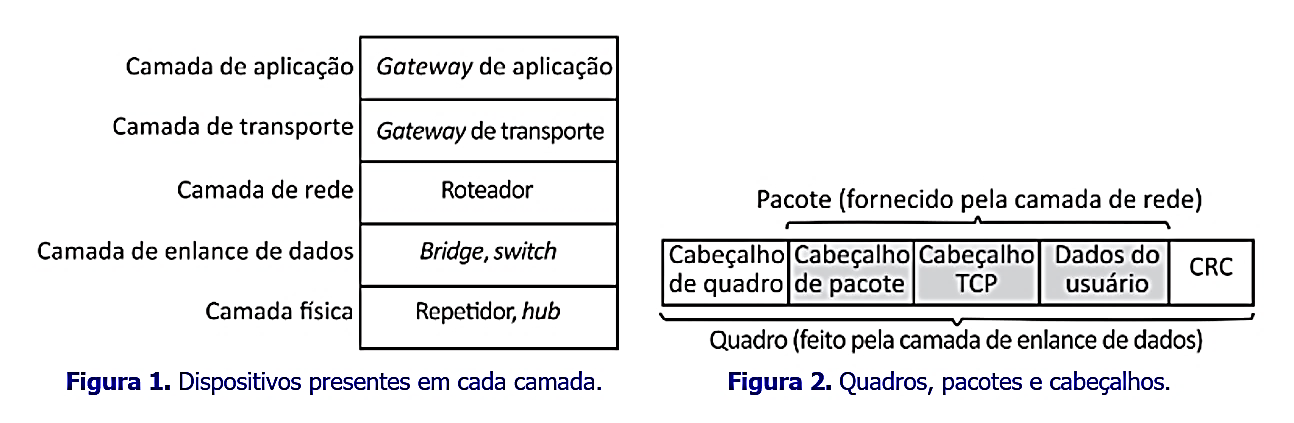 Camada de aplicação Gateway de aplicação
Camada de transporte Gateway de transporte
Camada de rede Roteador
Camada de enlance de dados Bridge, switch
Camada física Repetidor, hub
Figura 1. Dispositivos presentes em cada camada.
Pacote (fornecido pela camada de rede)
Cabeçalho Cabeçalho Cabeçalho Dados do CRC
de quadro de pacote TCP usuário
Quadro (feito pela camada de enlance de dados)
Figura 2. Quadros, pacotes e cabeçalhos.